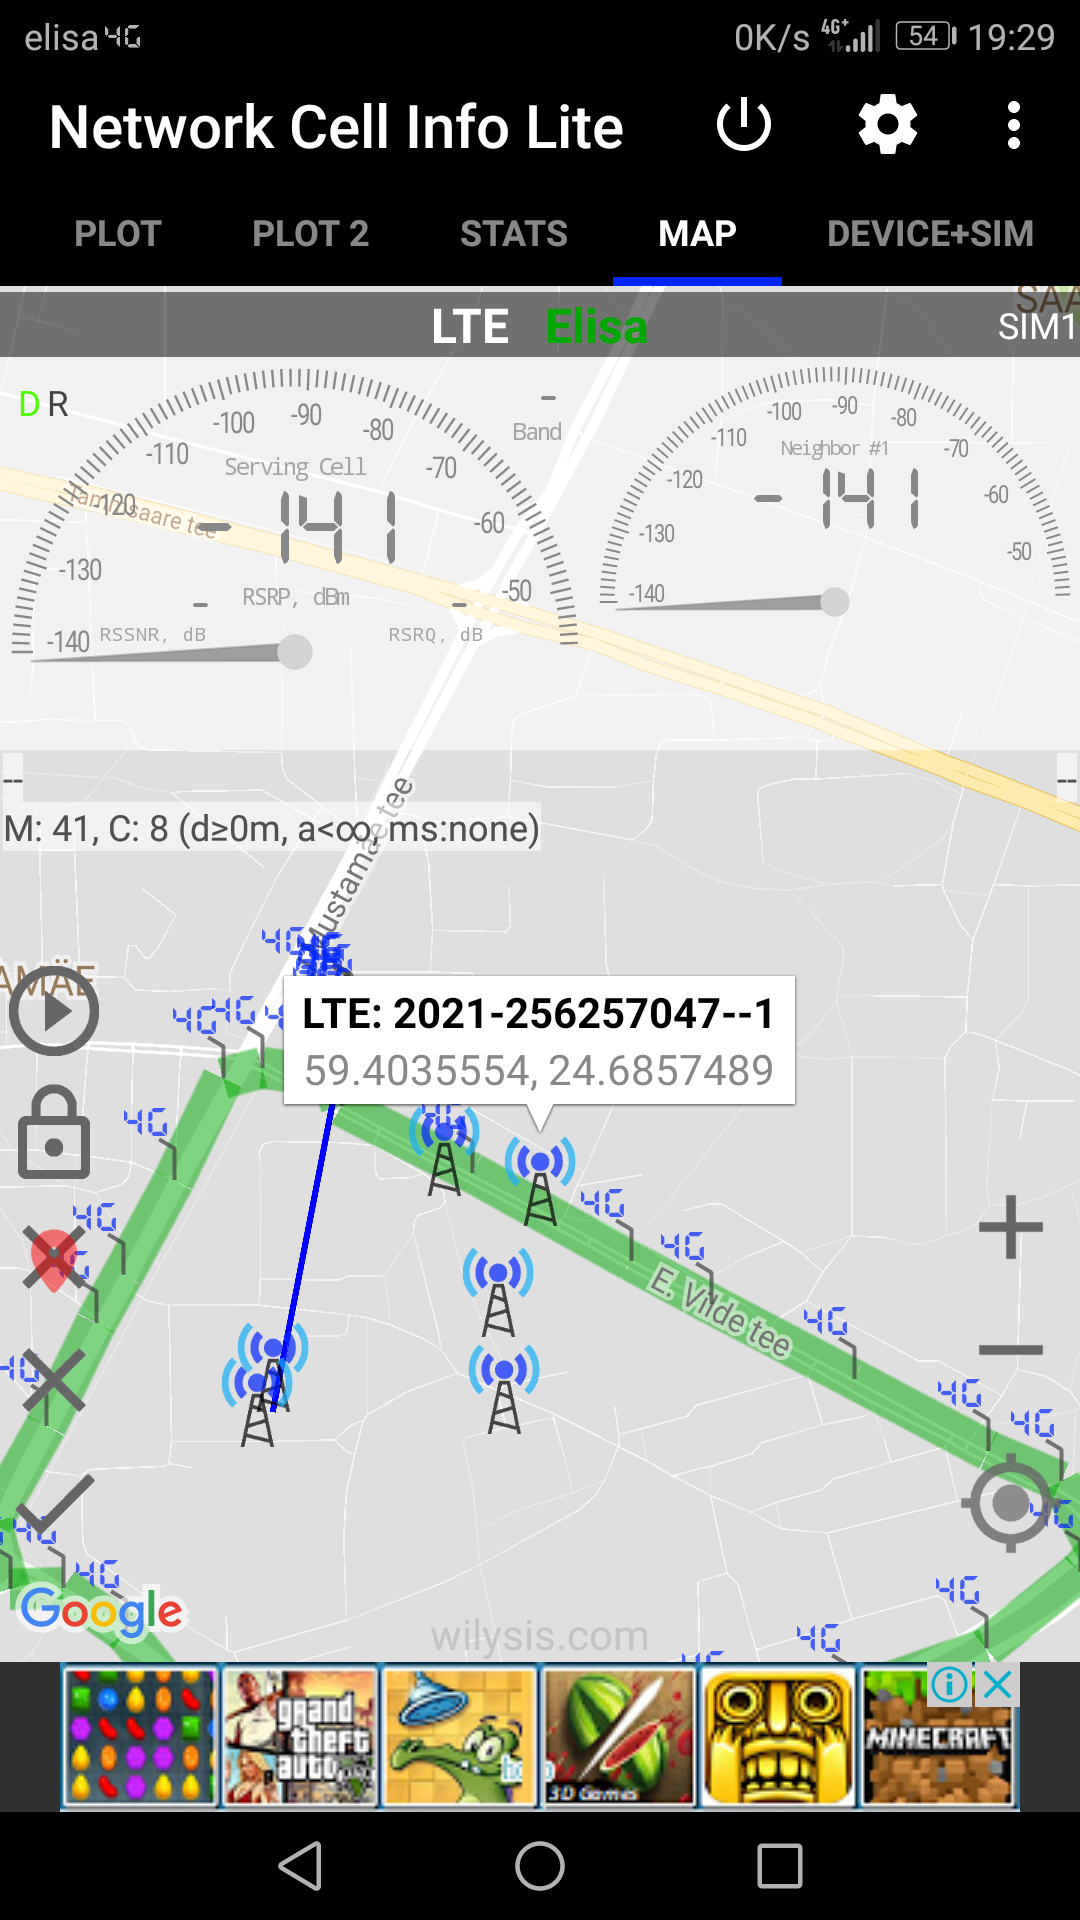 elisa 4G 0K/s 4G+ 54 19:29
Network Cell Info Lite
PLOT PLOT 2 STATS MAP DEVICE+SIM
SAA
LTE Elisa SIM1
D R
-140 -130 -120 -110 -100 -90 -80 -70 -60 -50
Serving Cell
-141
RSRP, dBm
-
RSSNR, dB
-
RSRQ, dB
-
Band
-140 -130 -120 -110 -100 -90 -80 -70 -60 -50
Neighbor #1
-141
Tammsaare tee
-- --
M: 41, C: 8 (d≥0m, a<∞, ms:none)
Mustamäe tee
4G
AMÄE
4G 4G
LTE: 2021-256257047--1
59.4035554, 24.6857489
4G
4G
4G
4G
4G
E. Vilde tee
4G
4G
4G
4G
4G
4G
4G
4G
4G
Google
wilysis.com
grand
theft
auto
3D Games
MINECRAFT